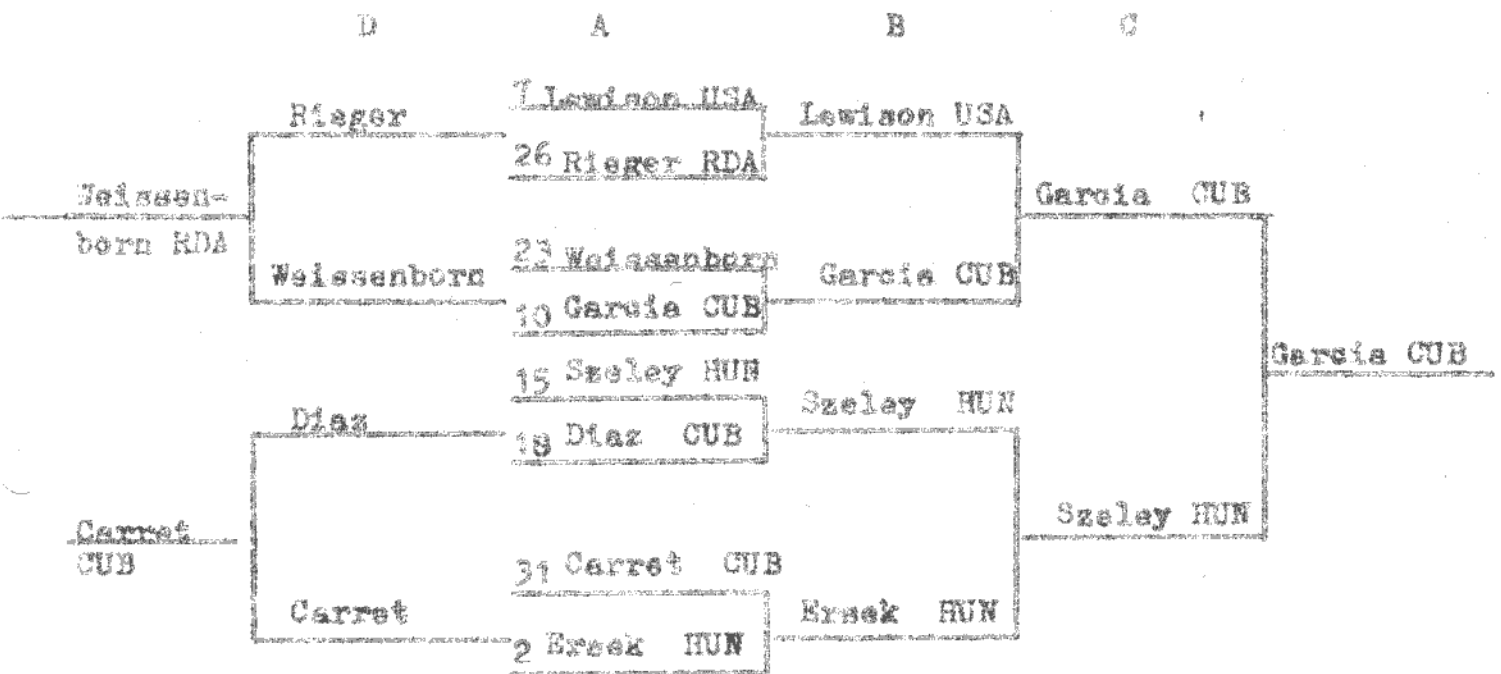 D A B C
7 Lewison USA
Rieger Lewison USA
26 Rieger RDA
Weissen- Garcia CUB
born RDA
23 Weissenborn
Weissenborn Garcia CUB
10 Garcia CUB
Garcia CUB
15 Szeley HUN
Diaz Szeley HUN
18 Diaz CUB
Carret Szeley HUN
CUB
31 Carret CUB
Carret Ersek HUN
2 Ersek HUN